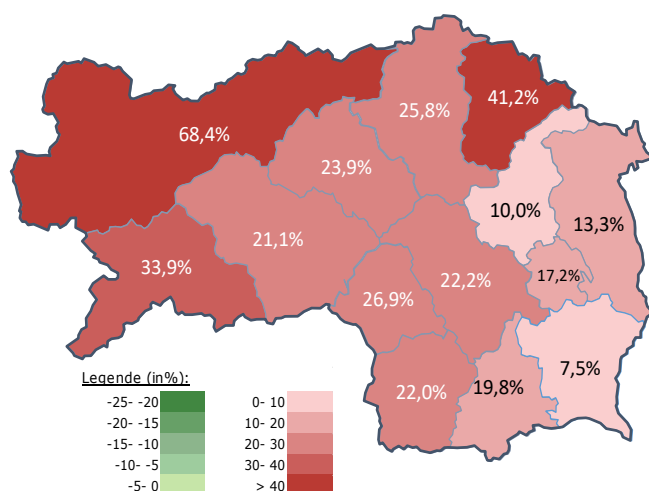 41,2%
25,8%
68,4%
23,9%
10,0%
13,3%
21,1%
33,9%
22,2%
17,2%
26,9%
7,5%
22,0%
19,8%
Legende (in%):
-25- -20 0- 10
-20- -15 10- 20
-15- -10 20- 30
-10- -5 30- 40
-5- 0 > 40